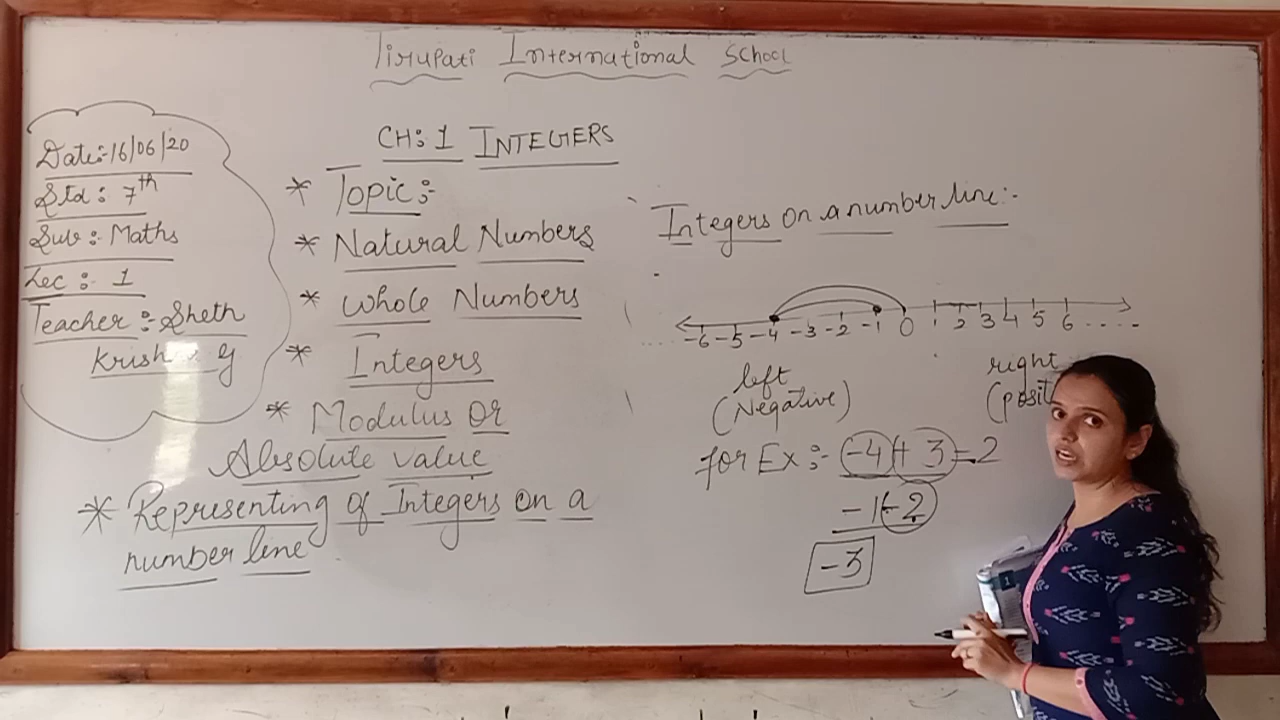 Tirupati International School
Date:-16/06/20
Std : 7th
Sub : Maths
Lec : 1
Teacher : Sheth
CH: 1 INTEGERS
* Topic:-
* Natural Numbers
* Whole Numbers
* Integers
* Modulus or
Absolute value
* Representing of Integers on a
number line
Integers on a number line:-
..... -6 -5 -4 -3 -2 -1 0 1 2 3 4 5 6 .....
left
(Negative)
right
for Ex :- (-4)+3-2
-1-2
-3